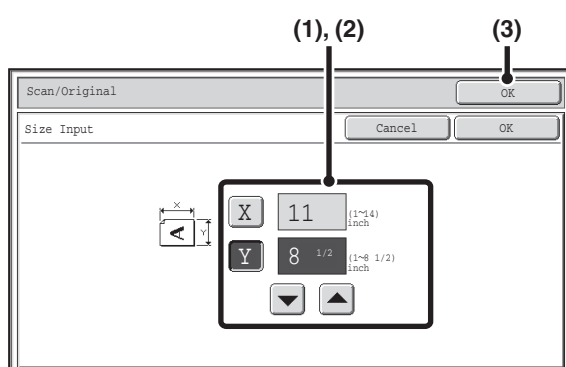 (1), (2) (3)
Scan/Original OK
Size Input Cancel OK
X 11 (1~14) inch
X
Y
A
Y 8 1/2 (1~8 1/2) inch